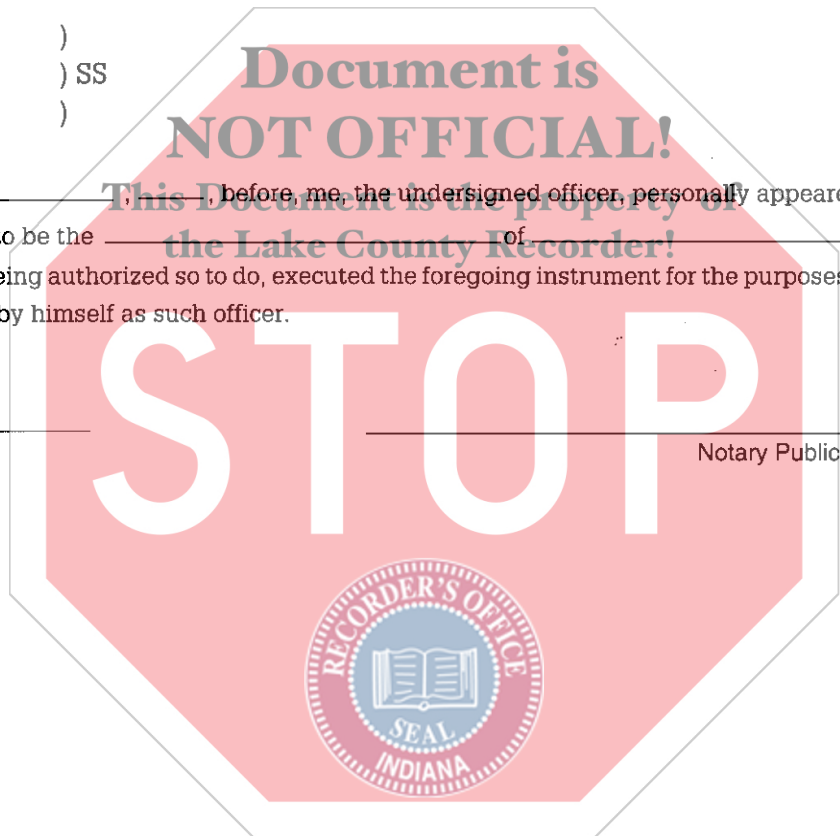 )
) SS
)
Document is
NOT OFFICIAL!
This Document is the property of
the Lake County Recorder!
, , before, me, the undersigned officer, personally appeare
o be the of
eing authorized so to do, executed the foregoing instrument for the purposes
by himself as such officer.
STOP
Notary Public
RECORDER'S OFFICE
SEAL
INDIANA